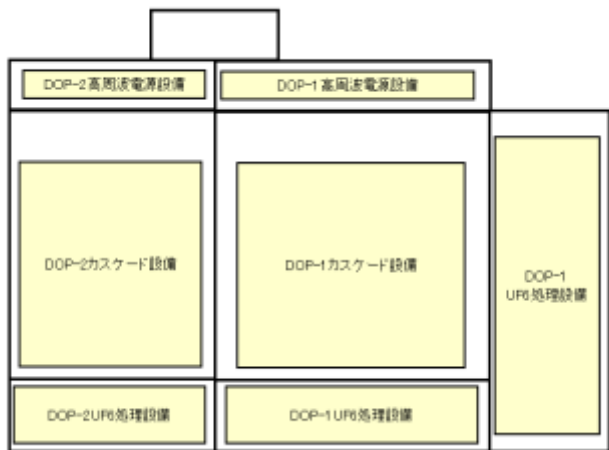 DOP-2高周波電源設備
DOP-1高周波電源設備
DOP-2カスケード設備
DOP-1カスケード設備
DOP-1
UF6処理設備
DOP-2UF6処理設備
DOP-1UF6処理設備